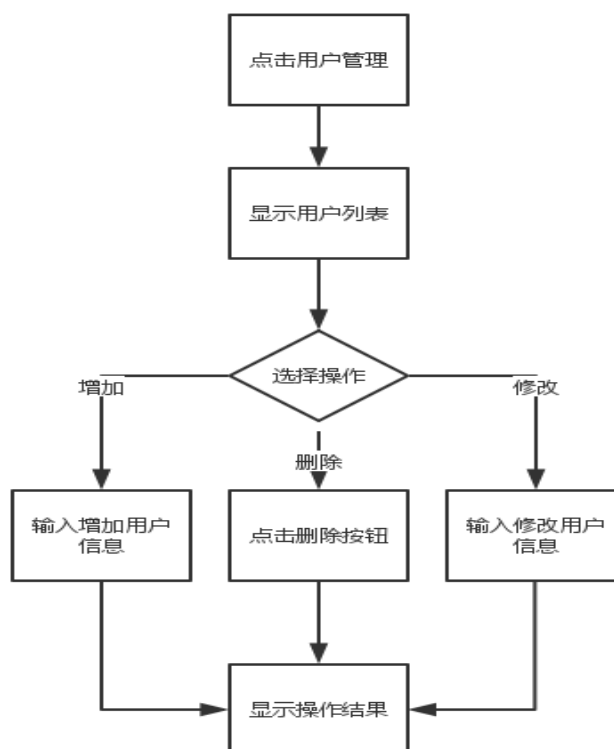 点击用户管理
显示用户列表
选择操作
增加
修改
删除
输入增加用户
信息
点击删除按钮
输入修改用户
信息
显示操作结果